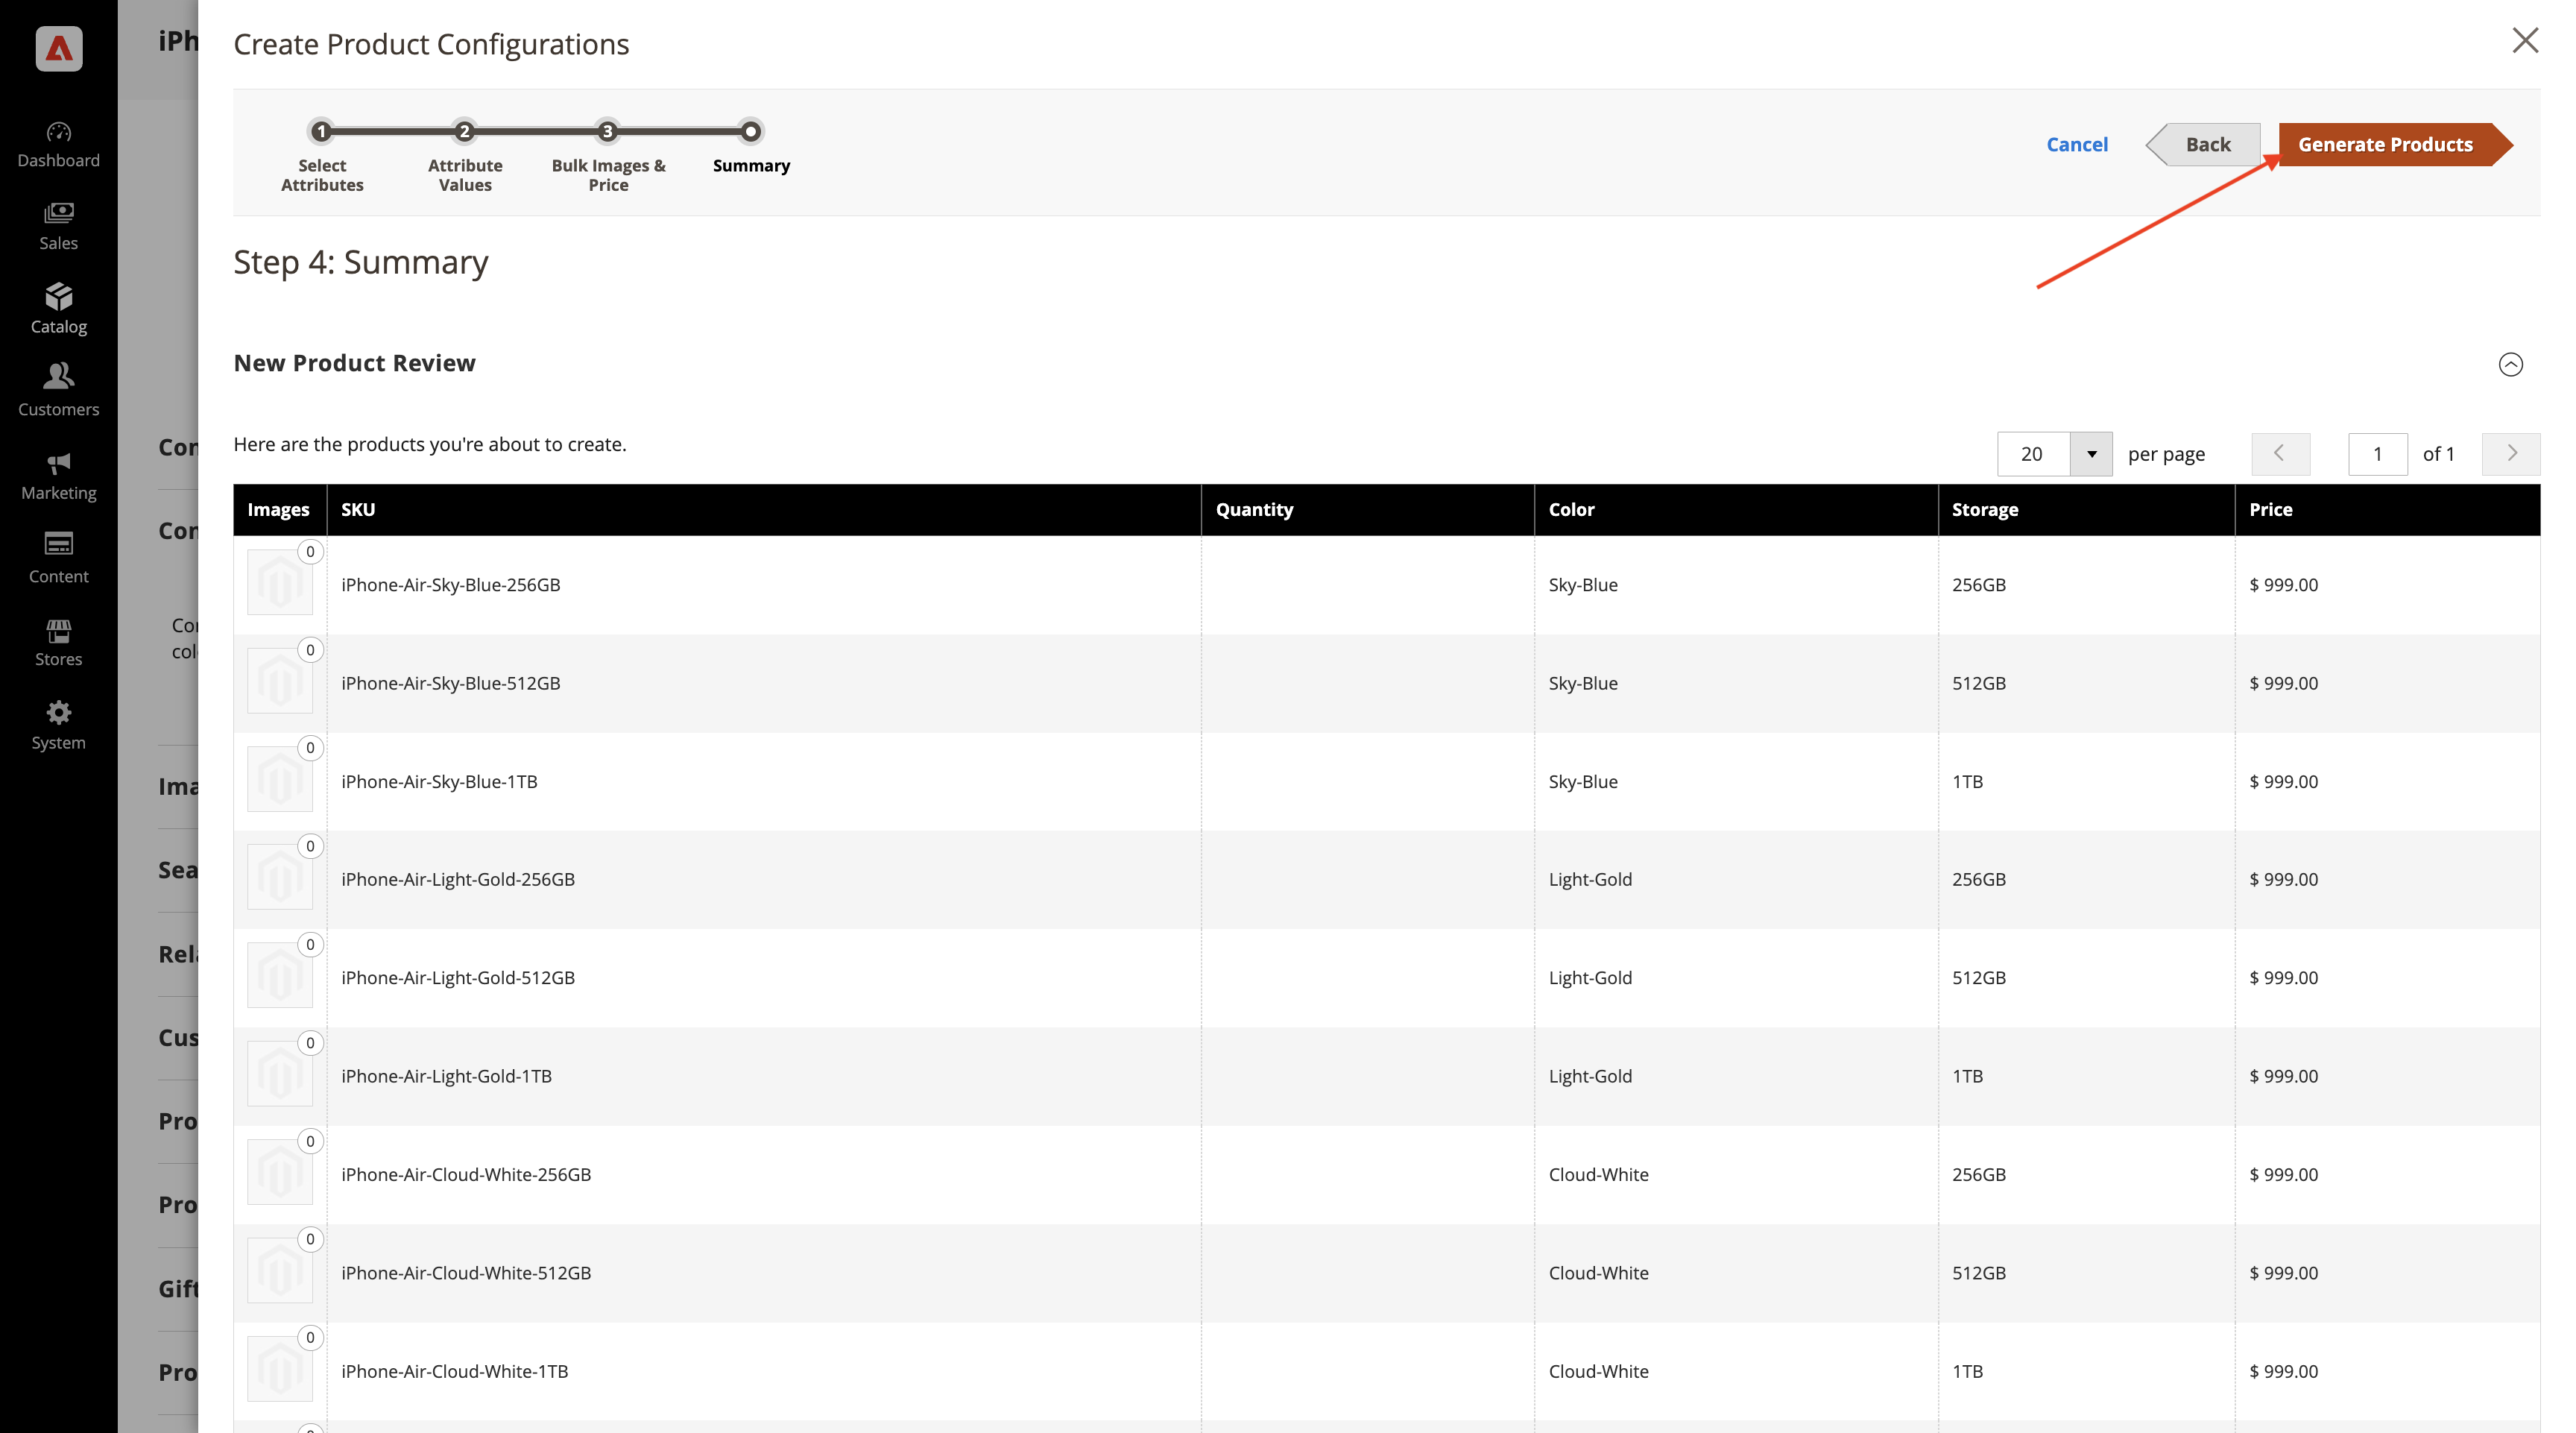 iPh
Create Product Configurations
1 2 3
Select Attributes
Attribute Values
Bulk Images & Price
Summary
Cancel
Back
Generate Products
Dashboard
Sales
Catalog
Customers
Marketing
Content
Stores
System
Con
Con
Cor
col
Ima
Sea
Rela
Cus
Pro
Pro
Gift
Pro
Step 4: Summary
New Product Review
Here are the products you're about to create.
20 per page 1 of 1
Images SKU Quantity Color Storage Price
0 iPhone-Air-Sky-Blue-256GB Sky-Blue 256GB $ 999.00
0 iPhone-Air-Sky-Blue-512GB Sky-Blue 512GB $ 999.00
0 iPhone-Air-Sky-Blue-1TB Sky-Blue 1TB $ 999.00
0 iPhone-Air-Light-Gold-256GB Light-Gold 256GB $ 999.00
0 iPhone-Air-Light-Gold-512GB Light-Gold 512GB $ 999.00
0 iPhone-Air-Light-Gold-1TB Light-Gold 1TB $ 999.00
0 iPhone-Air-Cloud-White-256GB Cloud-White 256GB $ 999.00
0 iPhone-Air-Cloud-White-512GB Cloud-White 512GB $ 999.00
0 iPhone-Air-Cloud-White-1TB Cloud-White 1TB $ 999.00